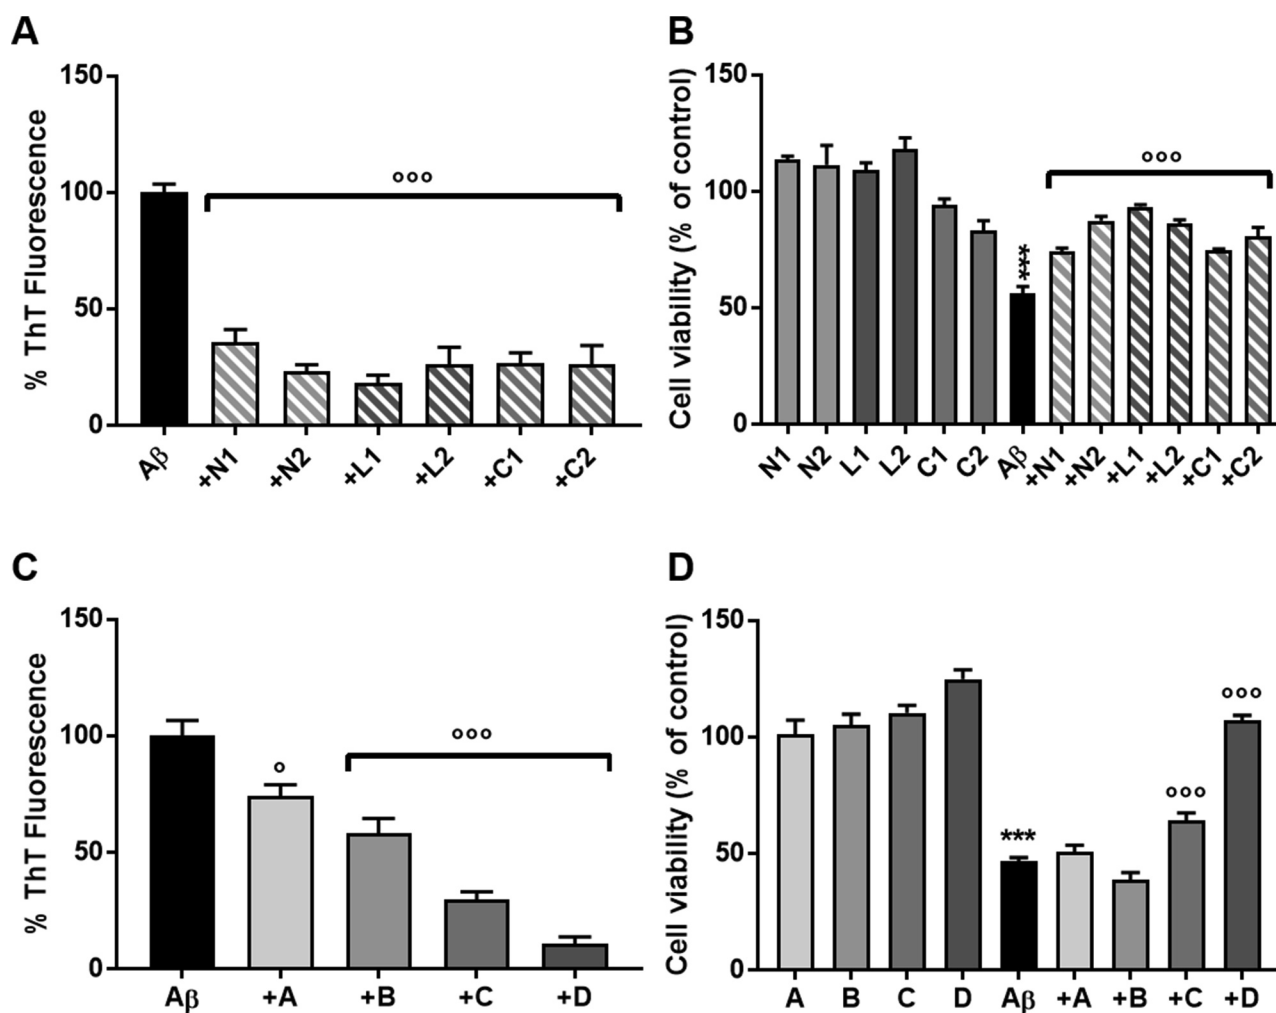 A
% ThT Fluorescence
150
100
50
0
°°°
Aβ
+N1
+N2
+L1
+L2
+C1
+C2
B
Cell viability (% of control)
150
100
50
0
***
°°°
N1
N2
L1
L2
C1
C2
Aβ
+N1
+N2
+L1
+L2
+C1
+C2
C
% ThT Fluorescence
150
100
50
0
°
°°°
Aβ +A +B +C +D
D
Cell viability (% of control)
150
100
50
0
***
°°°
°°°
A B C D Aβ +A +B +C +D